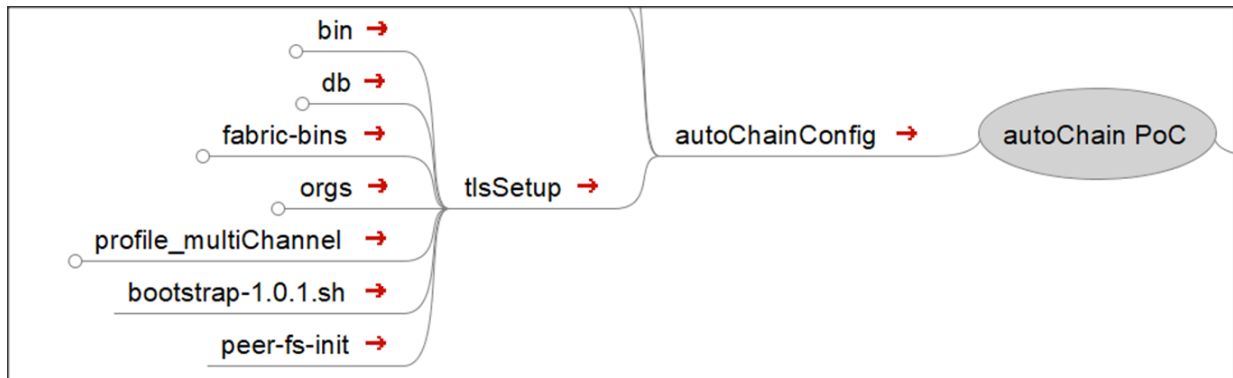 bin
db
fabric-bins
orgs
profile_multiChannel
bootstrap-1.0.1.sh
peer-fs-init
tlsSetup
autoChainConfig
autoChain PoC